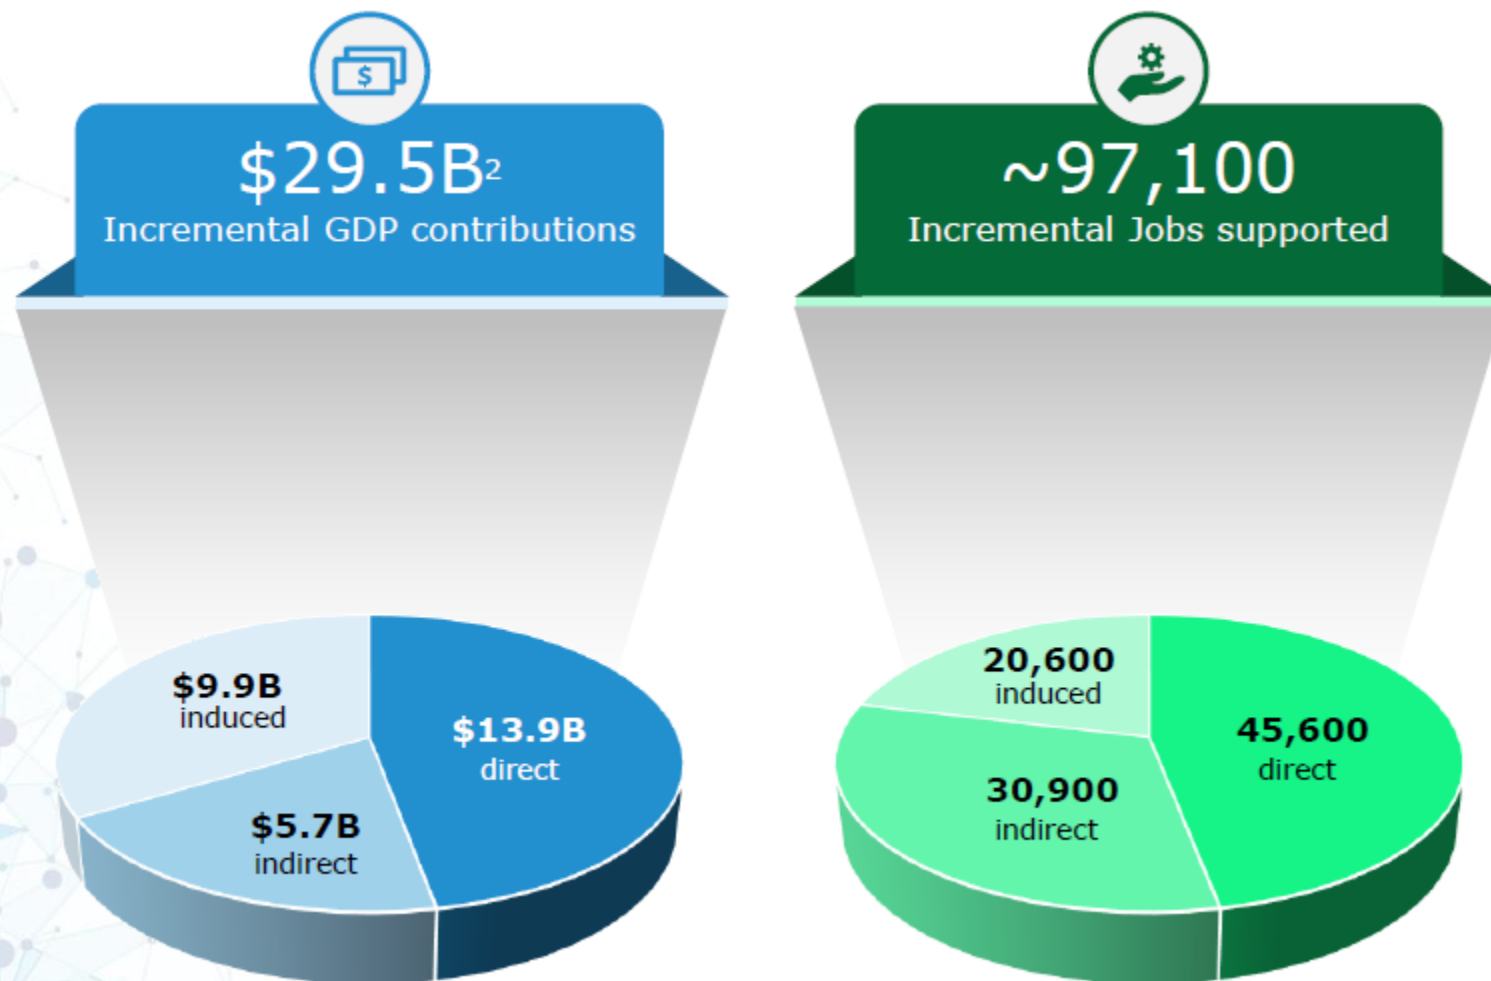 $
$29.5B2
Incremental GDP contributions
$9.9B
induced
$13.9B
direct
$5.7B
indirect
~97,100
Incremental Jobs supported
20,600
induced
45,600
direct
30,900
indirect